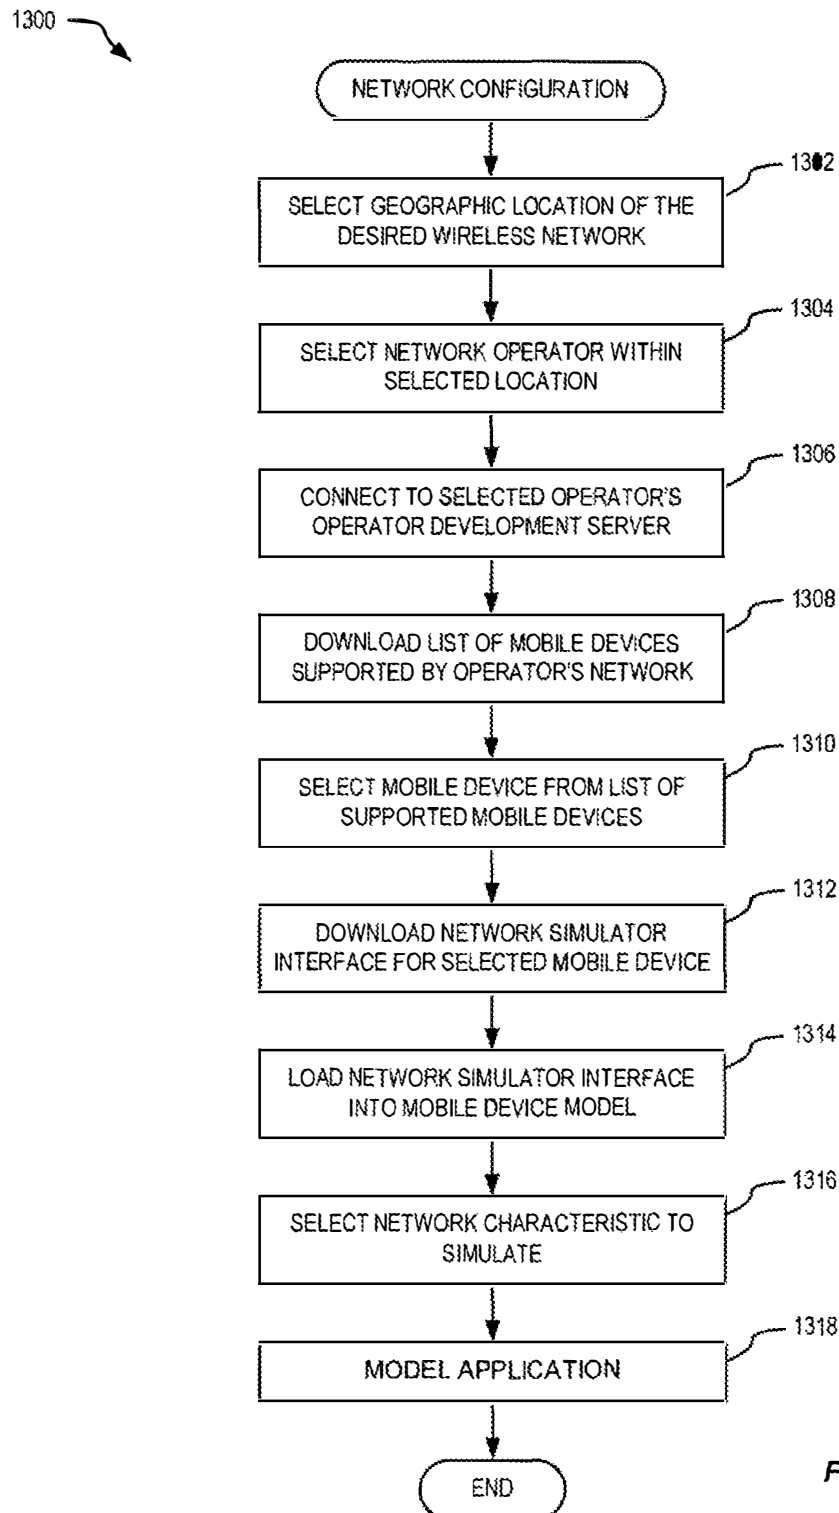 1300
NETWORK CONFIGURATION
1302
SELECT GEOGRAPHIC LOCATION OF THE
DESIRED WIRELESS NETWORK
1304
SELECT NETWORK OPERATOR WITHIN
SELECTED LOCATION
1306
CONNECT TO SELECTED OPERATOR'S
OPERATOR DEVELOPMENT SERVER
1308
DOWNLOAD LIST OF MOBILE DEVICES
SUPPORTED BY OPERATOR'S NETWORK
1310
SELECT MOBILE DEVICE FROM LIST OF
SUPPORTED MOBILE DEVICES
1312
DOWNLOAD NETWORK SIMULATOR
INTERFACE FOR SELECTED MOBILE DEVICE
1314
LOAD NETWORK SIMULATOR INTERFACE
INTO MOBILE DEVICE MODEL
1316
SELECT NETWORK CHARACTERISTIC TO
SIMULATE
1318
MODEL APPLICATION
END